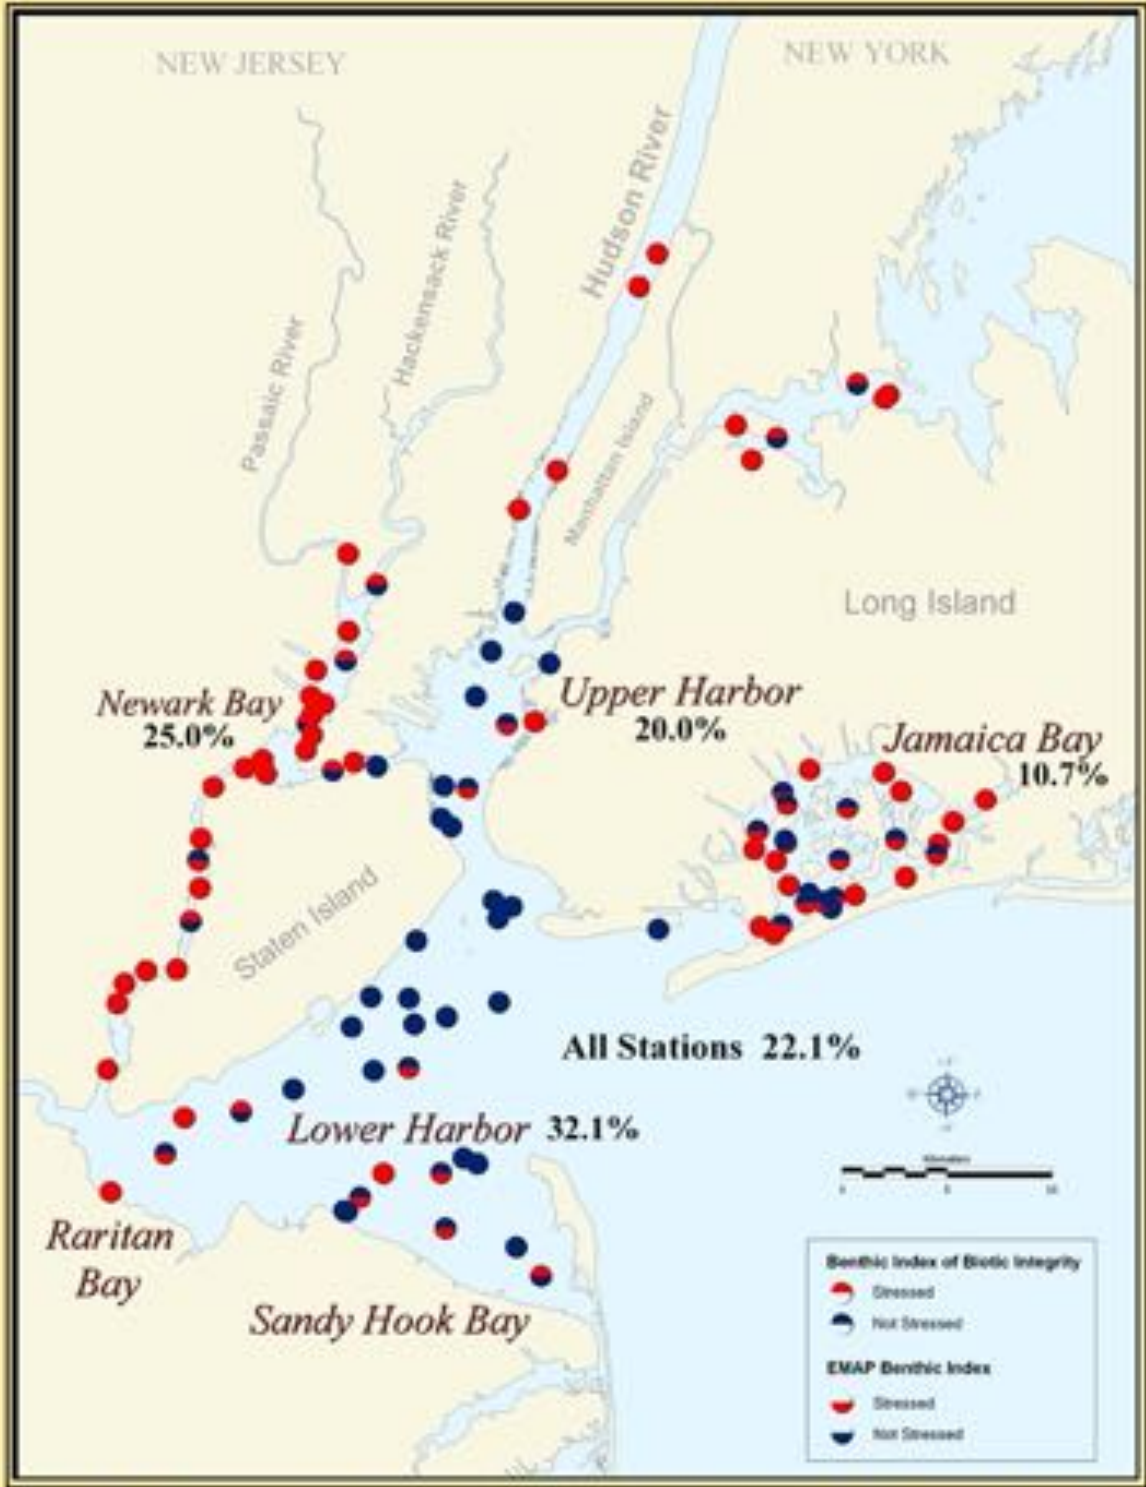 NEW JERSEY
NEW YORK
Hudson River
Hackensack River
Passaic River
Manhattan Island
Long Island
Newark Bay
25.0%
Upper Harbor
20.0%
Jamaica Bay
10.7%
Staten Island
All Stations 22.1%
Lower Harbor 32.1%
Kilometers
Raritan
Bay
Sandy Hook Bay
Benthic Index of Biotic Integrity
Stressed
Not Stressed
EMAP Benthic Index
Stressed
Not Stressed